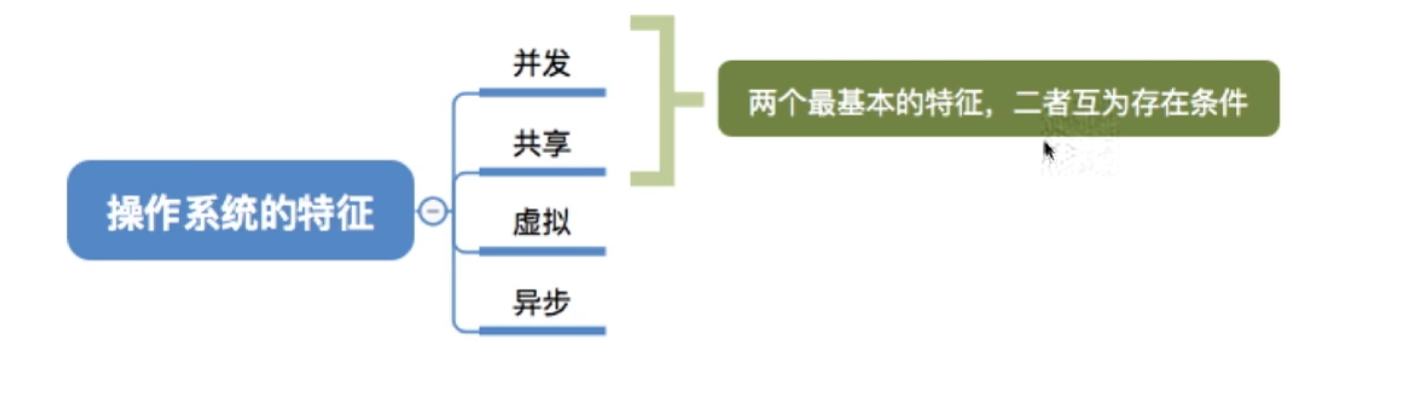 操作系统的特征
并发
共享
虚拟
异步
两个最基本的特征，二者互为存在条件